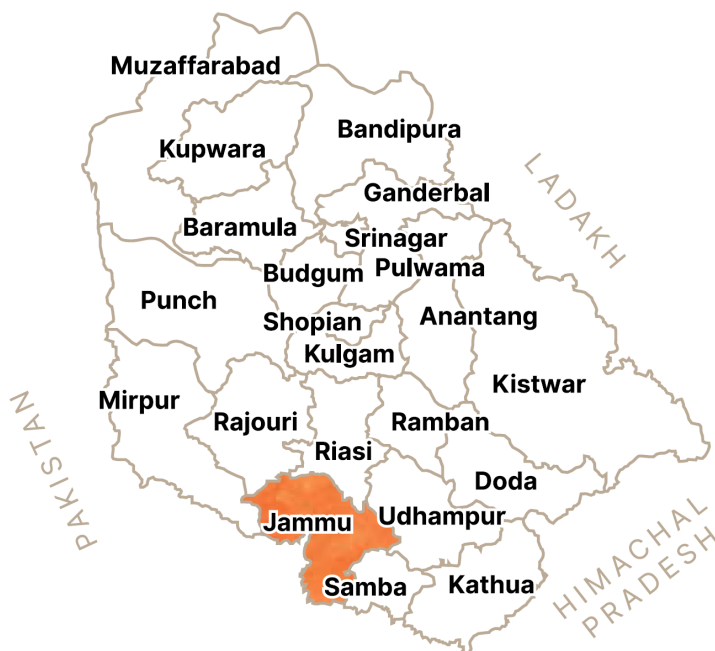 Muzaffarabad
Bandipura
Kupwara
LADAKH
Ganderbal
Baramula
Srinagar
Budgum
Pulwama
Punch
Anantang
Shopian
Kulgam
Kistwar
Mirpur
Rajouri
Ramban
PAKISTAN
Riasi
Doda
Jammu
Udhampur
Samba
Kathua
HIMACHAL
PRADESH